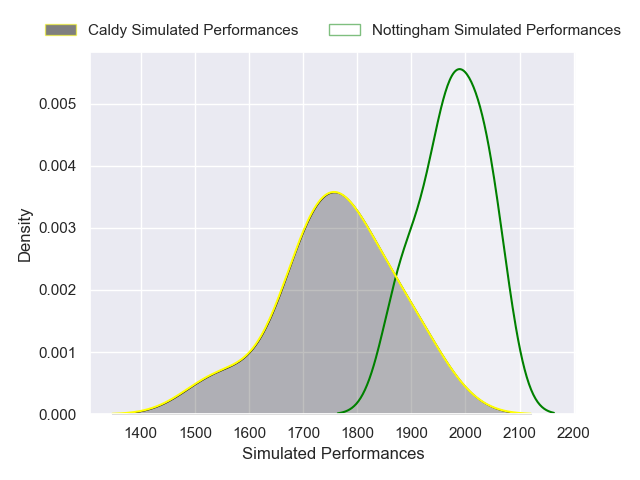 Caldy Simulated Performances
Nottingham Simulated Performances
Density
0.005
0.004
0.003
0.002
0.001
0.000
1400 1500 1600 1700 1800 1900 2000 2100 2200
Simulated Performances